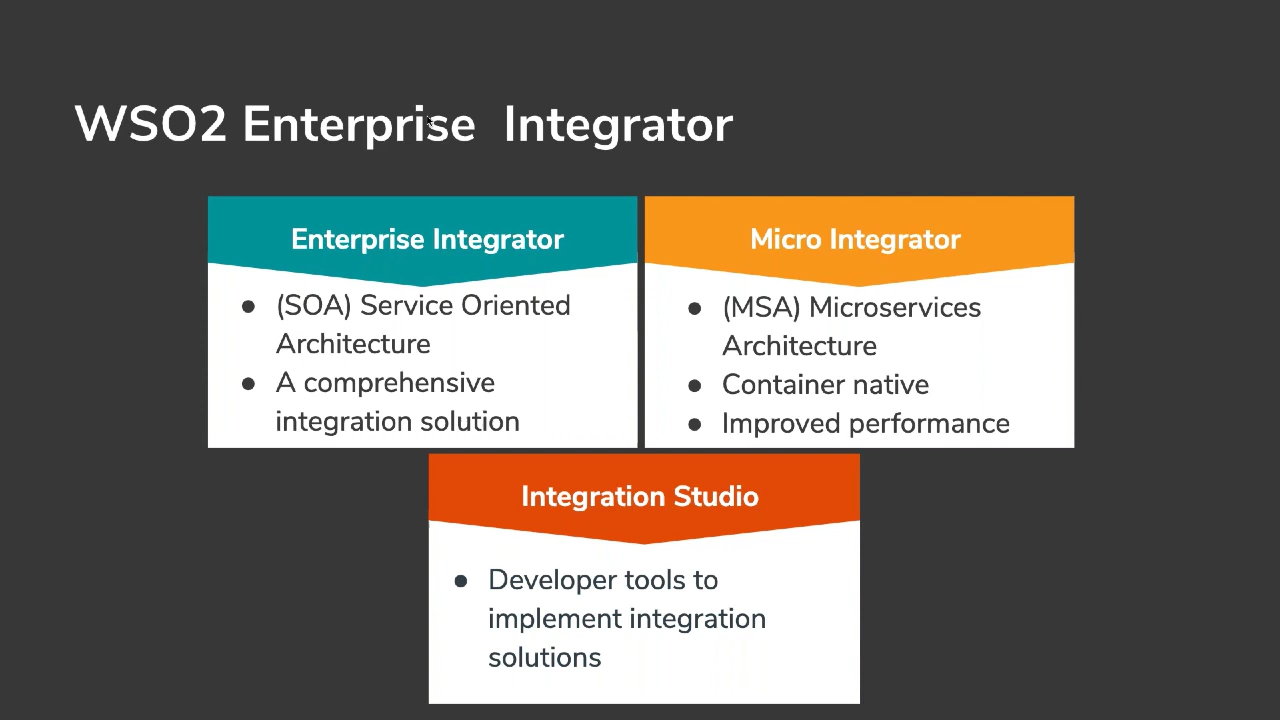 WSO2 Enterprise Integrator
Enterprise Integrator
● (SOA) Service Oriented
Architecture
● A comprehensive
integration solution
Micro Integrator
● (MSA) Microservices
Architecture
● Container native
● Improved performance
Integration Studio
● Developer tools to
implement integration
solutions